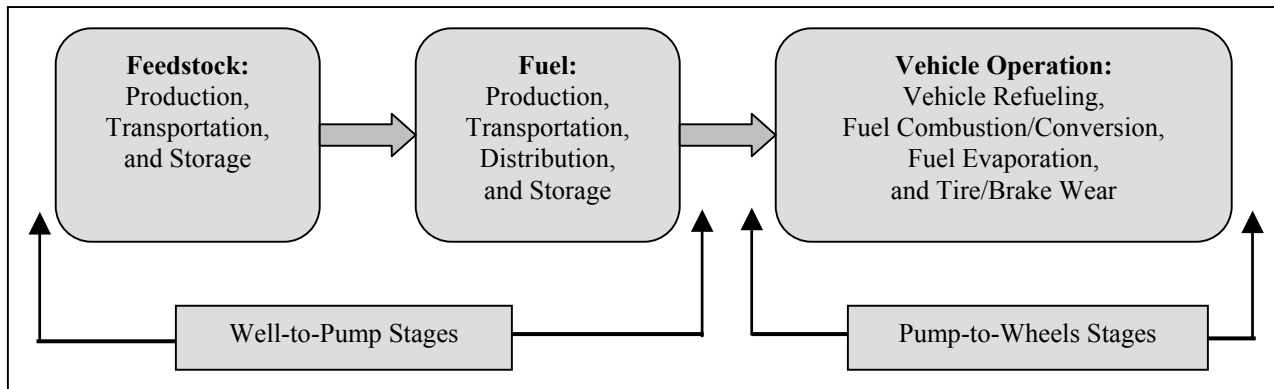 Feedstock:
Production,
Transportation,
and Storage
Fuel:
Production,
Transportation,
Distribution,
and Storage
Vehicle Operation:
Vehicle Refueling,
Fuel Combustion/Conversion,
Fuel Evaporation,
and Tire/Brake Wear
Well-to-Pump Stages
Pump-to-Wheels Stages